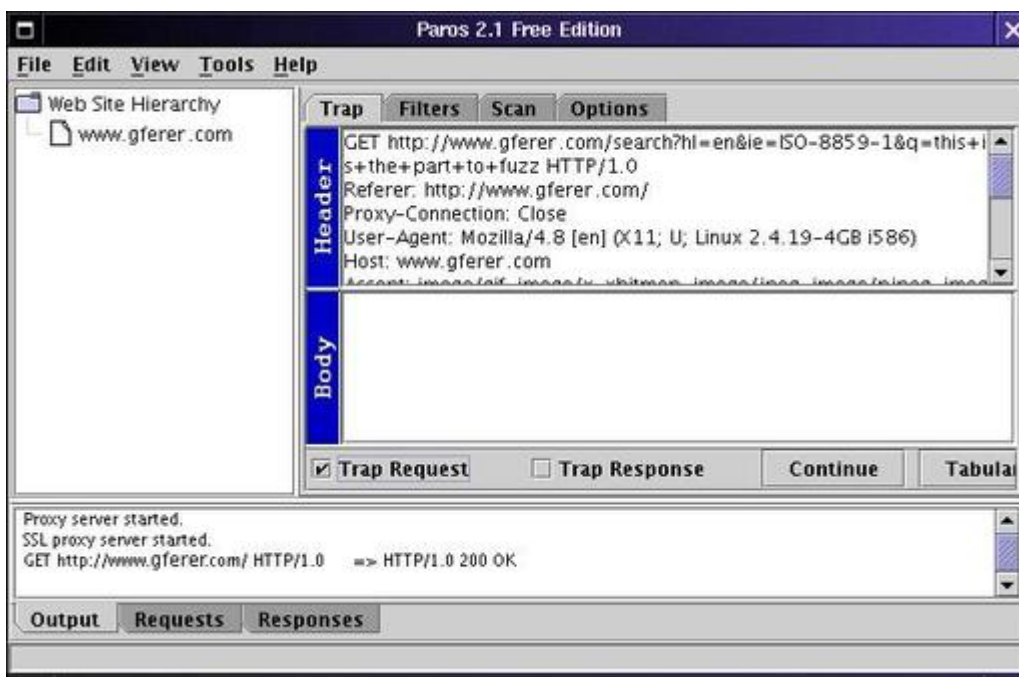 Paros 2.1 Free Edition
File Edit View Tools Help
Web Site Hierarchy
www.gferer.com
Trap Filters Scan Options
Header
GET http://www.gferer.com/search?hl=en&ie=ISO-8859-1&q=this+i
s+the+part+to+fuzz HTTP/1.0
Referer: http://www.gferer.com/
Proxy-Connection: Close
User-Agent: Mozilla/4.8 [en] (X11; U; Linux 2.4.19-4GB i586)
Host: www.gferer.com
Body
Trap Request Trap Response Continue Tabular
Proxy server started.
SSL proxy server started.
GET http://www.gferer.com/ HTTP/1.0 => HTTP/1.0 200 OK
Output Requests Responses